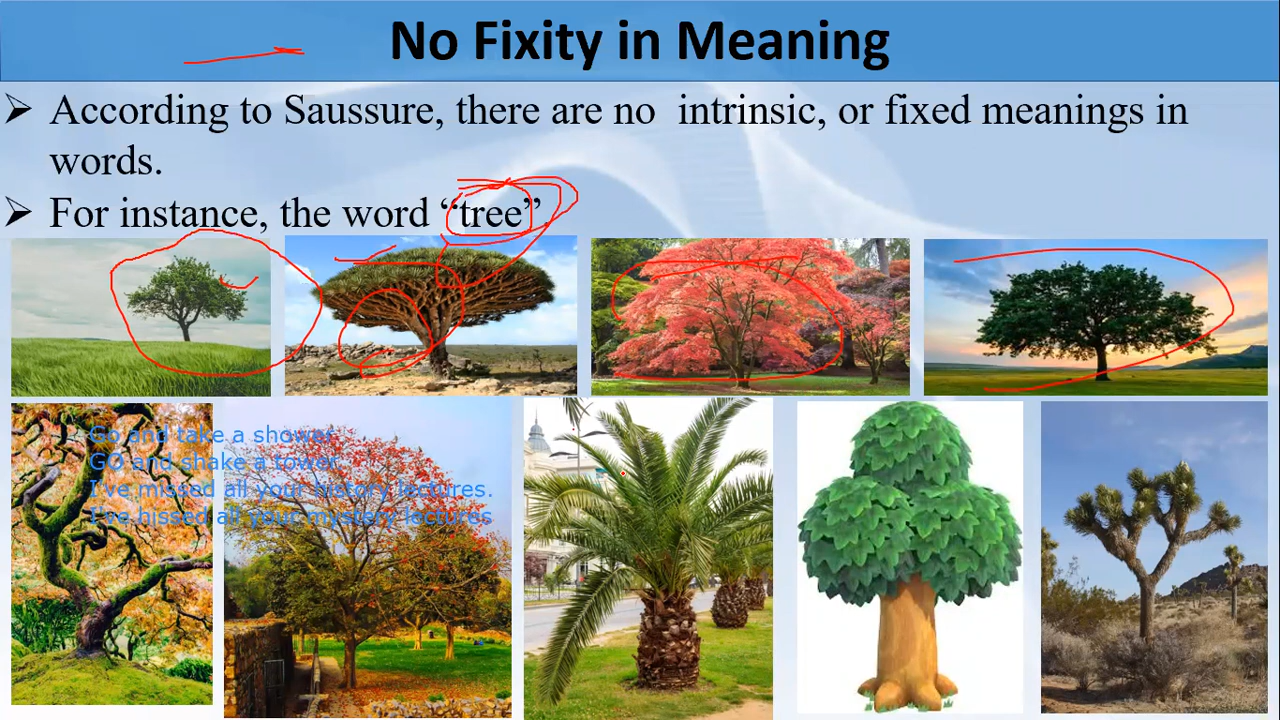 No Fixity in Meaning
According to Saussure, there are no intrinsic, or fixed meanings in
words.
For instance, the word “tree”,
Go and take a shower.
GO and shake a tower.
I've missed all your history lectures.
I've hissed all your mystery lectures